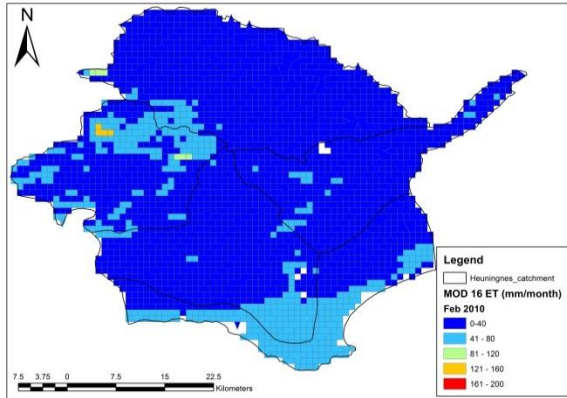 N
Legend
Heuningnes_catchment
MOD 16 ET (mm/month)
Feb 2010
0-40
41 - 80
81 - 120
121 - 160
161 - 200
7.5 3.75 0 7.5 15 22.5
Kilometers